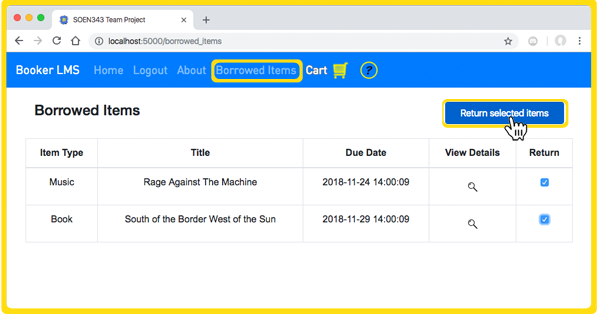 SOEN343 Team Project
localhost:5000/borrowed_items
Booker LMS Home Logout About Borrowed Items Cart ?
Borrowed Items
Return selected items
Item Type Title Due Date View Details Return
Music Rage Against The Machine 2018-11-24 14:00:09
Book South of the Border West of the Sun 2018-11-29 14:00:09